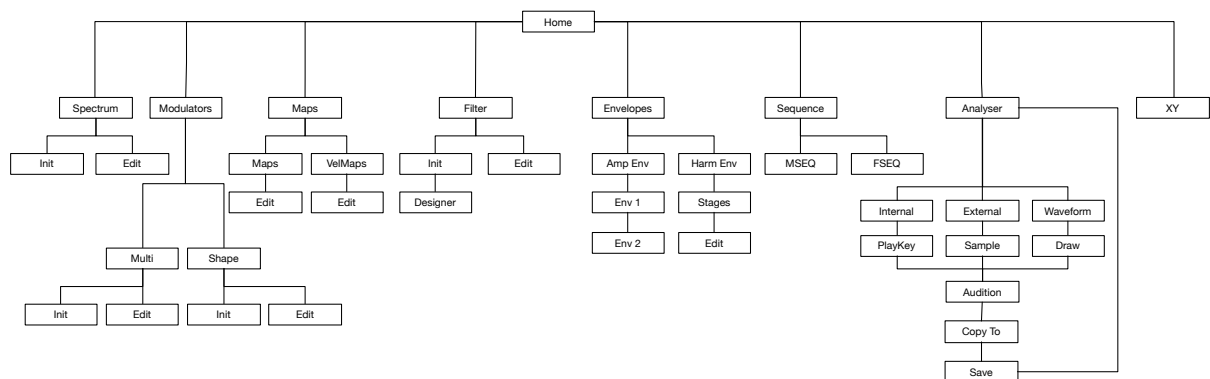 Home
Spectrum
Modulators
Maps
Filter
Envelopes
Sequence
Analyser
XY
Init
Edit
Maps
VelMaps
Init
Edit
Amp Env
Harm Env
MSEQ
FSEQ
Edit
Edit
Designer
Env 1
Stages
Internal
External
Waveform
Env 2
Edit
PlayKey
Sample
Draw
Multi
Shape
Audition
Init
Edit
Init
Edit
Copy To
Save